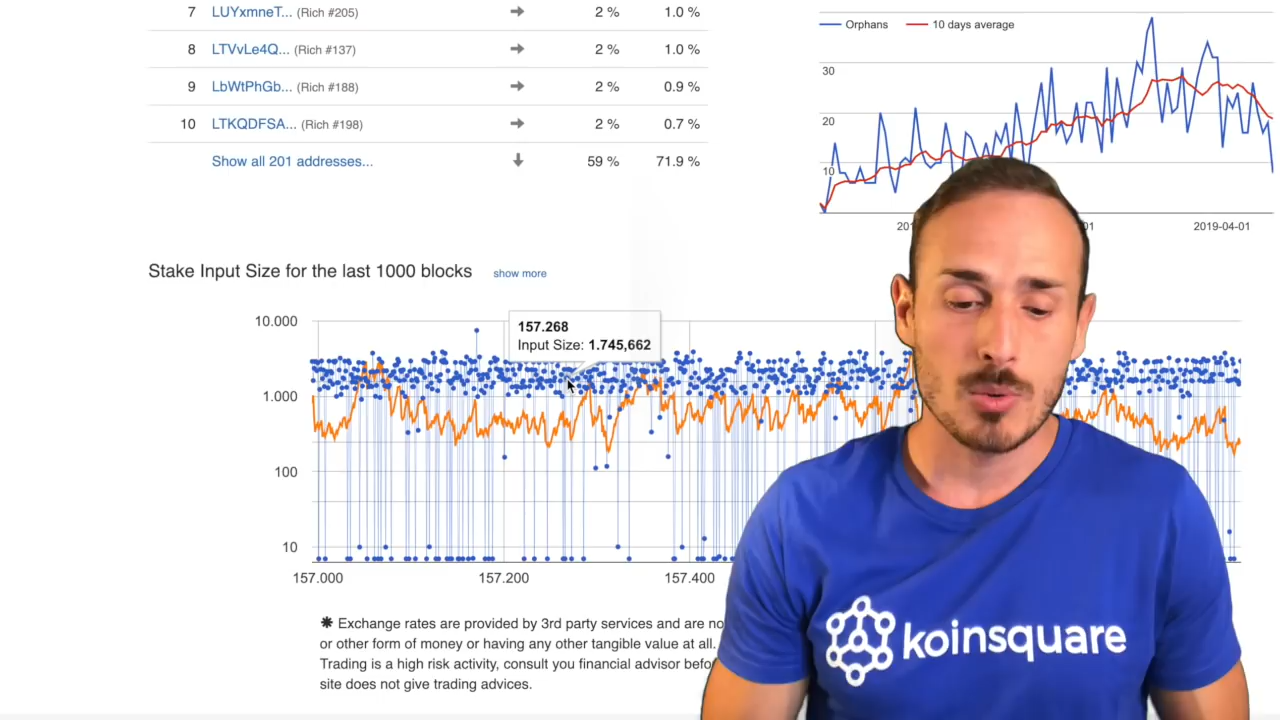 7 LUYxmneT... (Rich #205) 2 % 1.0 %
8 LTVvLe4Q... (Rich #137) 2 % 1.0 %
9 LbWtPhGb... (Rich #188) 2 % 0.9 %
10 LTKQDFSA... (Rich #198) 2 % 0.7 %
Show all 201 addresses... 59 % 71.9 %
Orphans 10 days average
30
20
10
2019-04-01
Stake Input Size for the last 1000 blocks show more
157.268
Input Size: 1.745,662
10.000
1.000
100
10
157.000 157.200 157.400
✱ Exchange rates are provided by 3rd party services and are no
or other form of money or having any other tangible value at all.
Trading is a high risk activity, consult you financial advisor befo
site does not give trading advices.
koinsquare